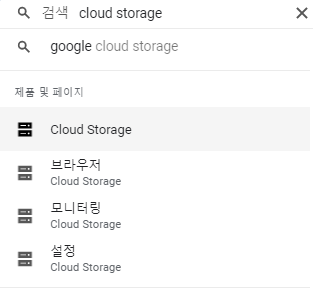 검색 cloud storage
google cloud storage
제품 및 페이지
Cloud Storage
브라우저
Cloud Storage
모니터링
Cloud Storage
설정
Cloud Storage